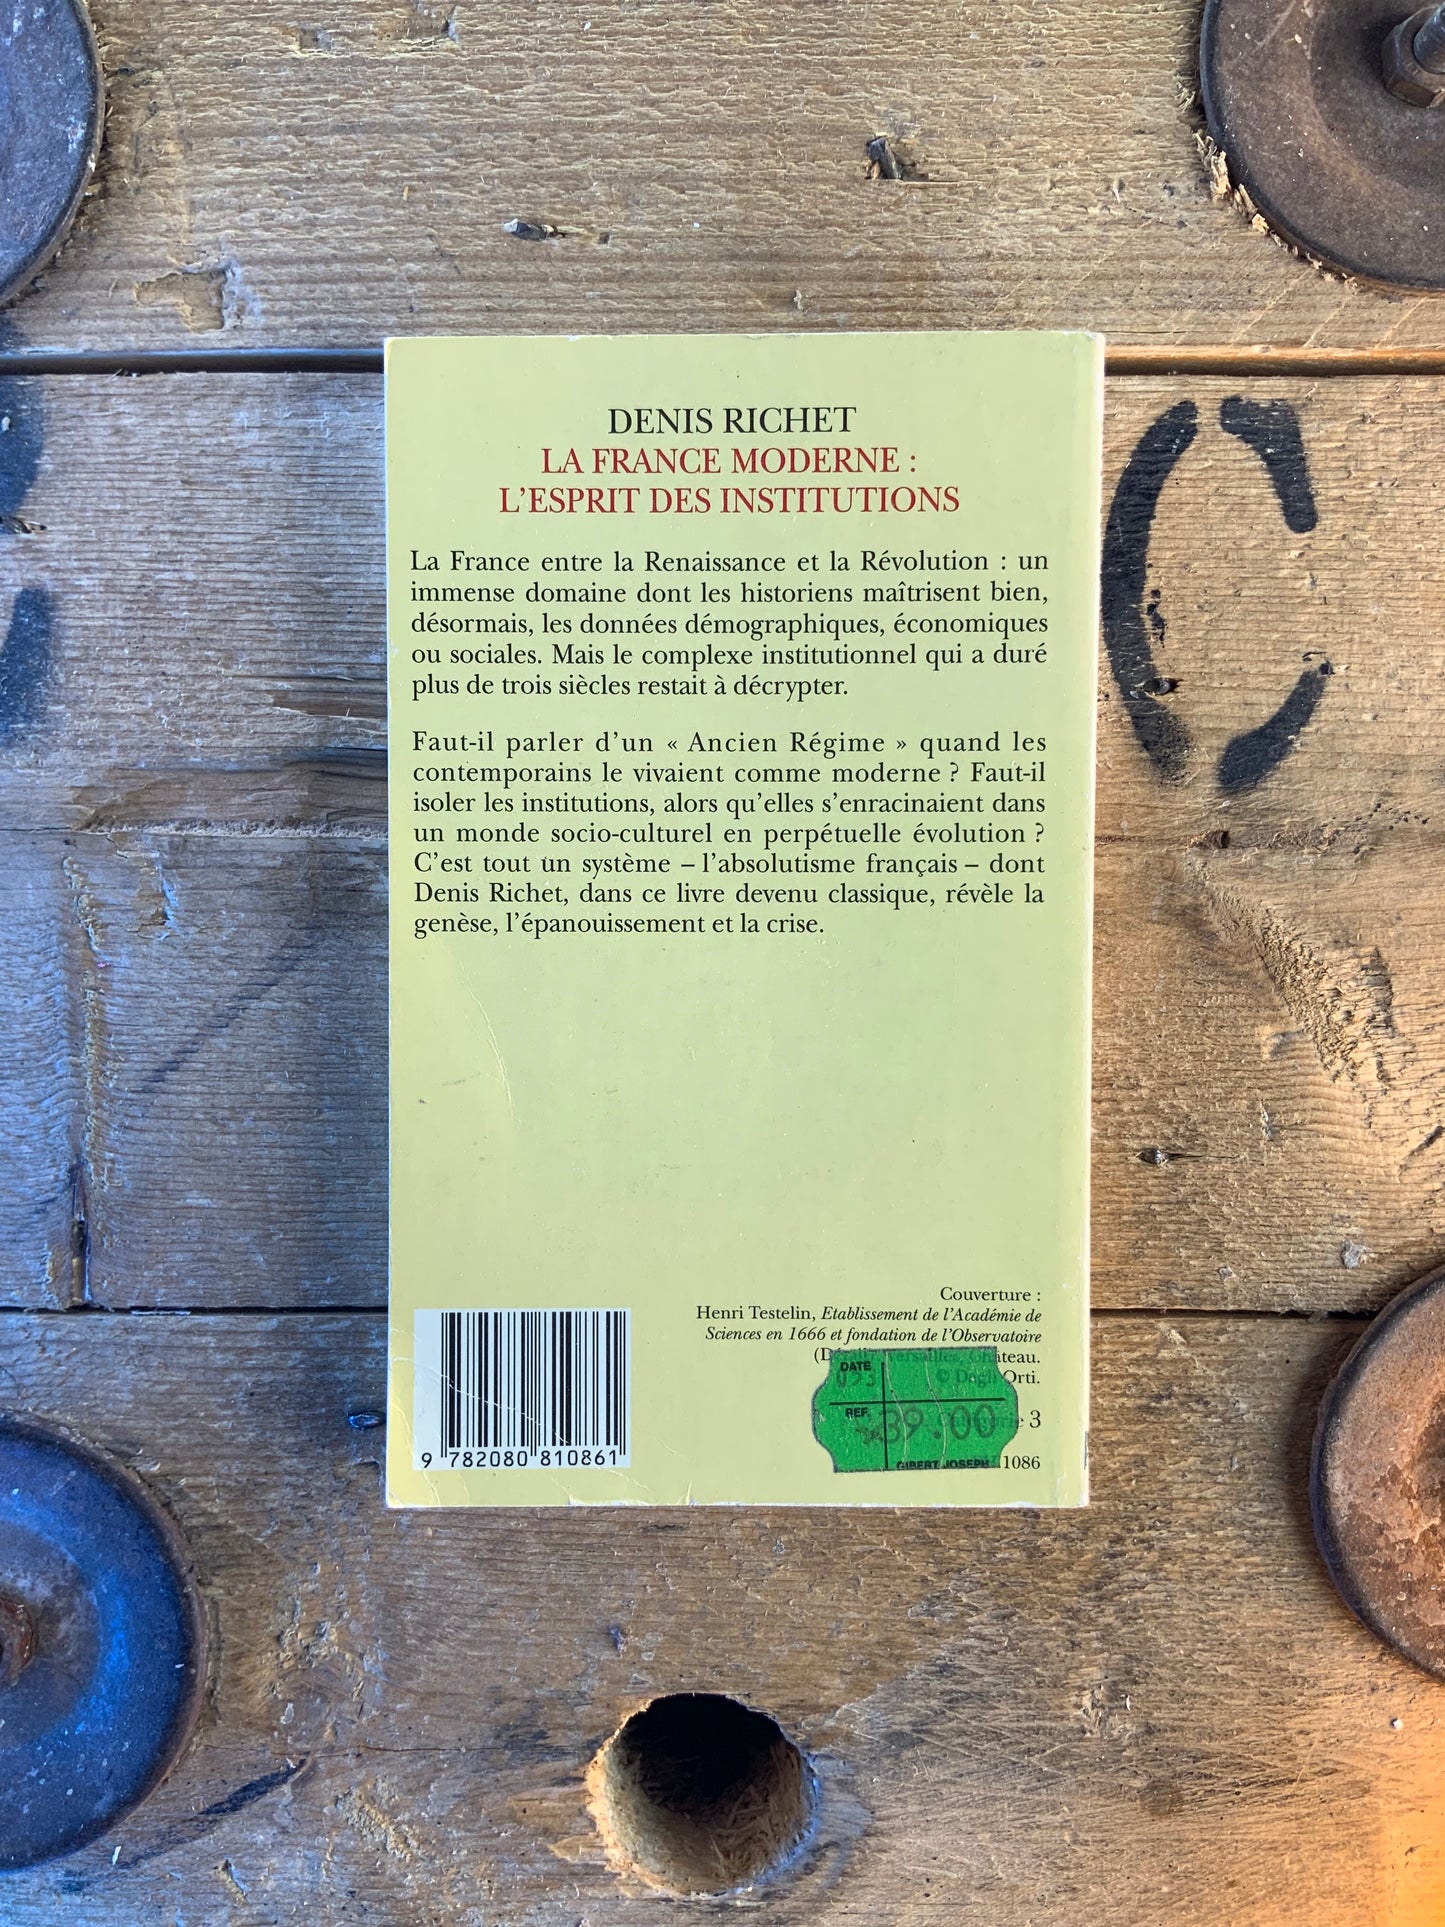 DENIS RICHET
LA FRANCE MODERNE :
L'ESPRIT DES INSTITUTIONS
La France entre la Renaissance et la Révolution : un
immense domaine dont les historiens maîtrisent bien,
désormais, les données démographiques, économiques
ou sociales. Mais le complexe institutionnel qui a duré
plus de trois siècles restait à décrypter.
Faut-il parler d'un « Ancien Régime » quand les
contemporains le vivaient comme moderne ? Faut-il
isoler les institutions, alors qu'elles s'enracinaient dans
un monde socio-culturel en perpétuelle évolution ?
C'est tout un système – l'absolutisme français – dont
Denis Richet, dans ce livre devenu classique, révèle la
genèse, l'épanouissement et la crise.
Couverture :
Henri Testelin, Etablissement de l'Académie de
Sciences en 1666 et fondation de l'Observatoire
Versailles, Château.
© Dagli Orti.
Catégorie 3
1086
DATE
REF.
39.00
GIBERT JOSEPH
9 782080 810861
C